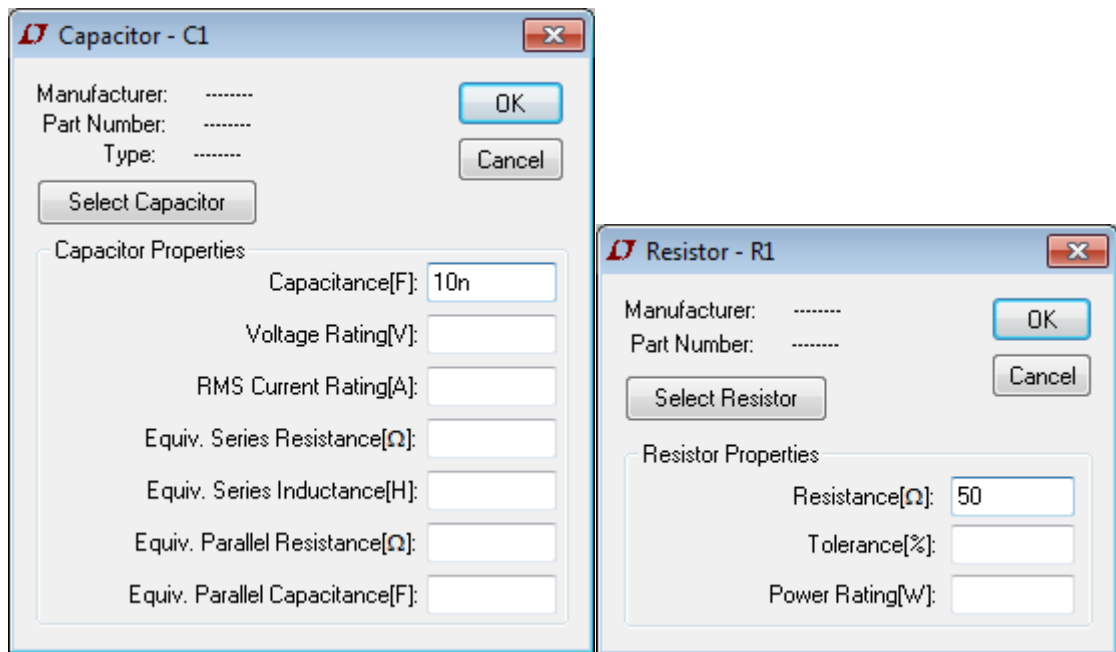 Capacitor - C1
Manufacturer: --------
Part Number: --------
Type: --------
OK
Cancel
Select Capacitor
Capacitor Properties
Capacitance[F]: 10n
Voltage Rating[V]:
RMS Current Rating[A]:
Equiv. Series Resistance[Ω]:
Equiv. Series Inductance[H]:
Equiv. Parallel Resistance[Ω]:
Equiv. Parallel Capacitance[F]:
Resistor - R1
Manufacturer: --------
Part Number: --------
OK
Cancel
Select Resistor
Resistor Properties
Resistance[Ω]: 50
Tolerance[%]:
Power Rating[W]: